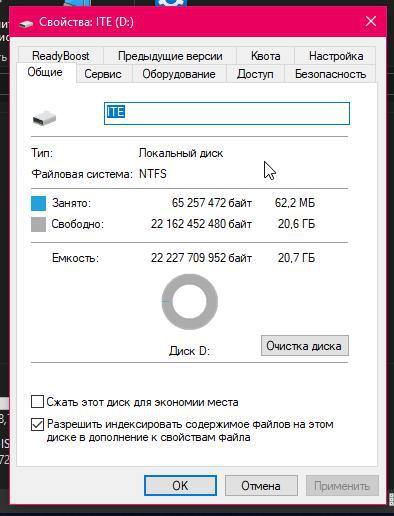 Свойства: ITE (D:)
ReadyBoost Предыдущие версии Квота Настройка
Общие Сервис Оборудование Доступ Безопасность
ITE
Тип: Локальный диск
Файловая система: NTFS
Занято: 65 257 472 байт 62,2 МБ
Свободно: 22 162 452 480 байт 20,6 ГБ
Емкость: 22 227 709 952 байт 20,7 ГБ
Диск D: Очистка диска
Сжать этот диск для экономии места
Разрешить индексировать содержимое файлов на этом
диске в дополнение к свойствам файла
OK Отмена Применить